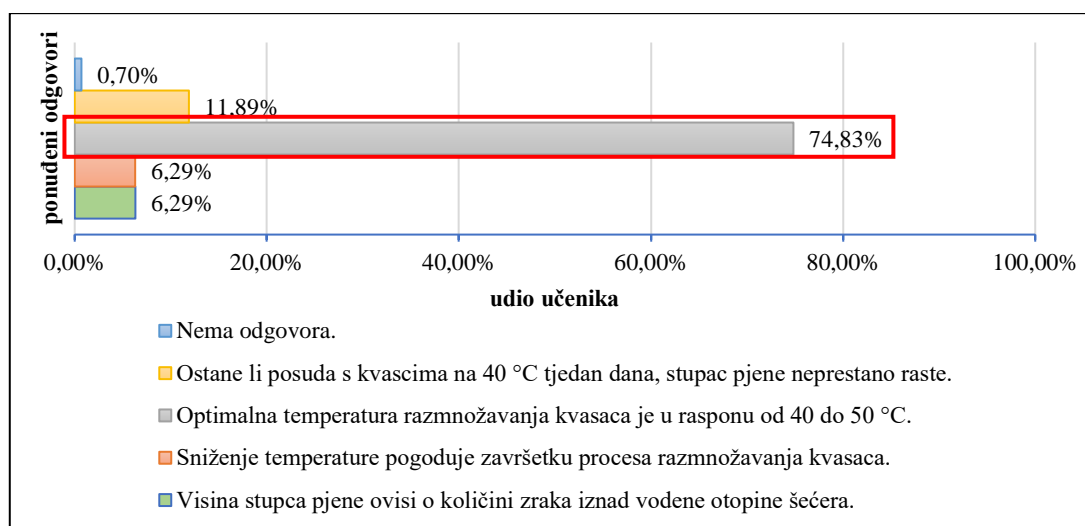 ponuđeni odgovori
0,70%
11,89%
74,83%
6,29%
6,29%
0,00% 20,00% 40,00% 60,00% 80,00% 100,00%
udio učenika
Nema odgovora.
Ostane li posuda s kvascima na 40 °C tjedan dana, stupac pjene neprestano raste.
Optimalna temperatura razmnožavanja kvasaca je u rasponu od 40 do 50 °C.
Sniženje temperature pogoduje završetku procesa razmnožavanja kvasaca.
Visina stupca pjene ovisi o količini zraka iznad vodene otopine šećera.